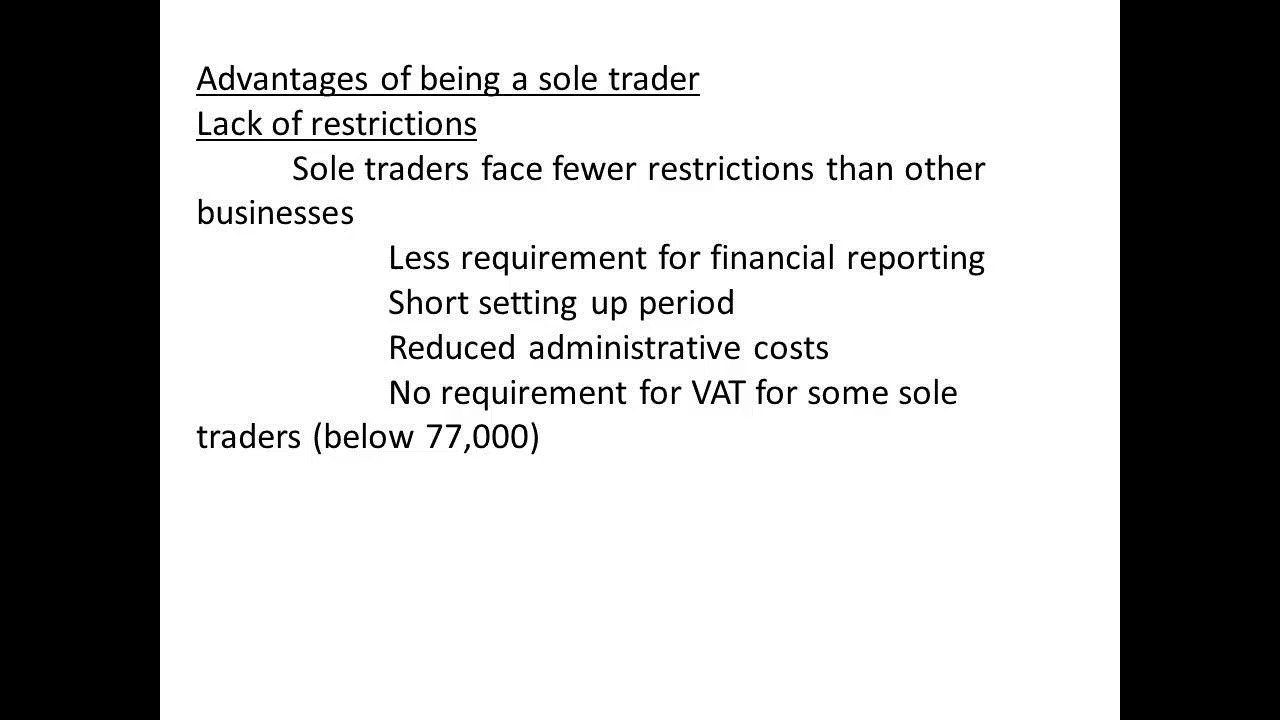 Advantages of being a sole trader
Lack of restrictions
Sole traders face fewer restrictions than other
businesses
Less requirement for financial reporting
Short setting up period
Reduced administrative costs
No requirement for VAT for some sole
traders (below 77,000)